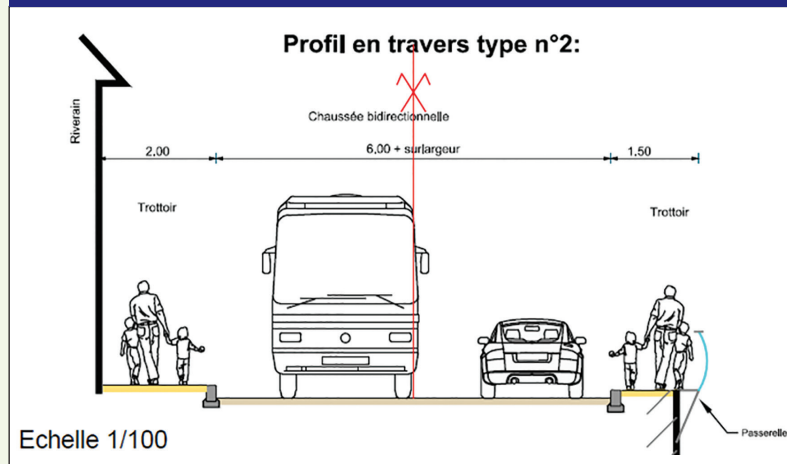 Profil en travers type n°2:
Chaussée bidirectionnelle
Riverain
2,00
6,00 + surlargeur
1,50
Trottoir
Trottoir
Passerelle
Echelle 1/100